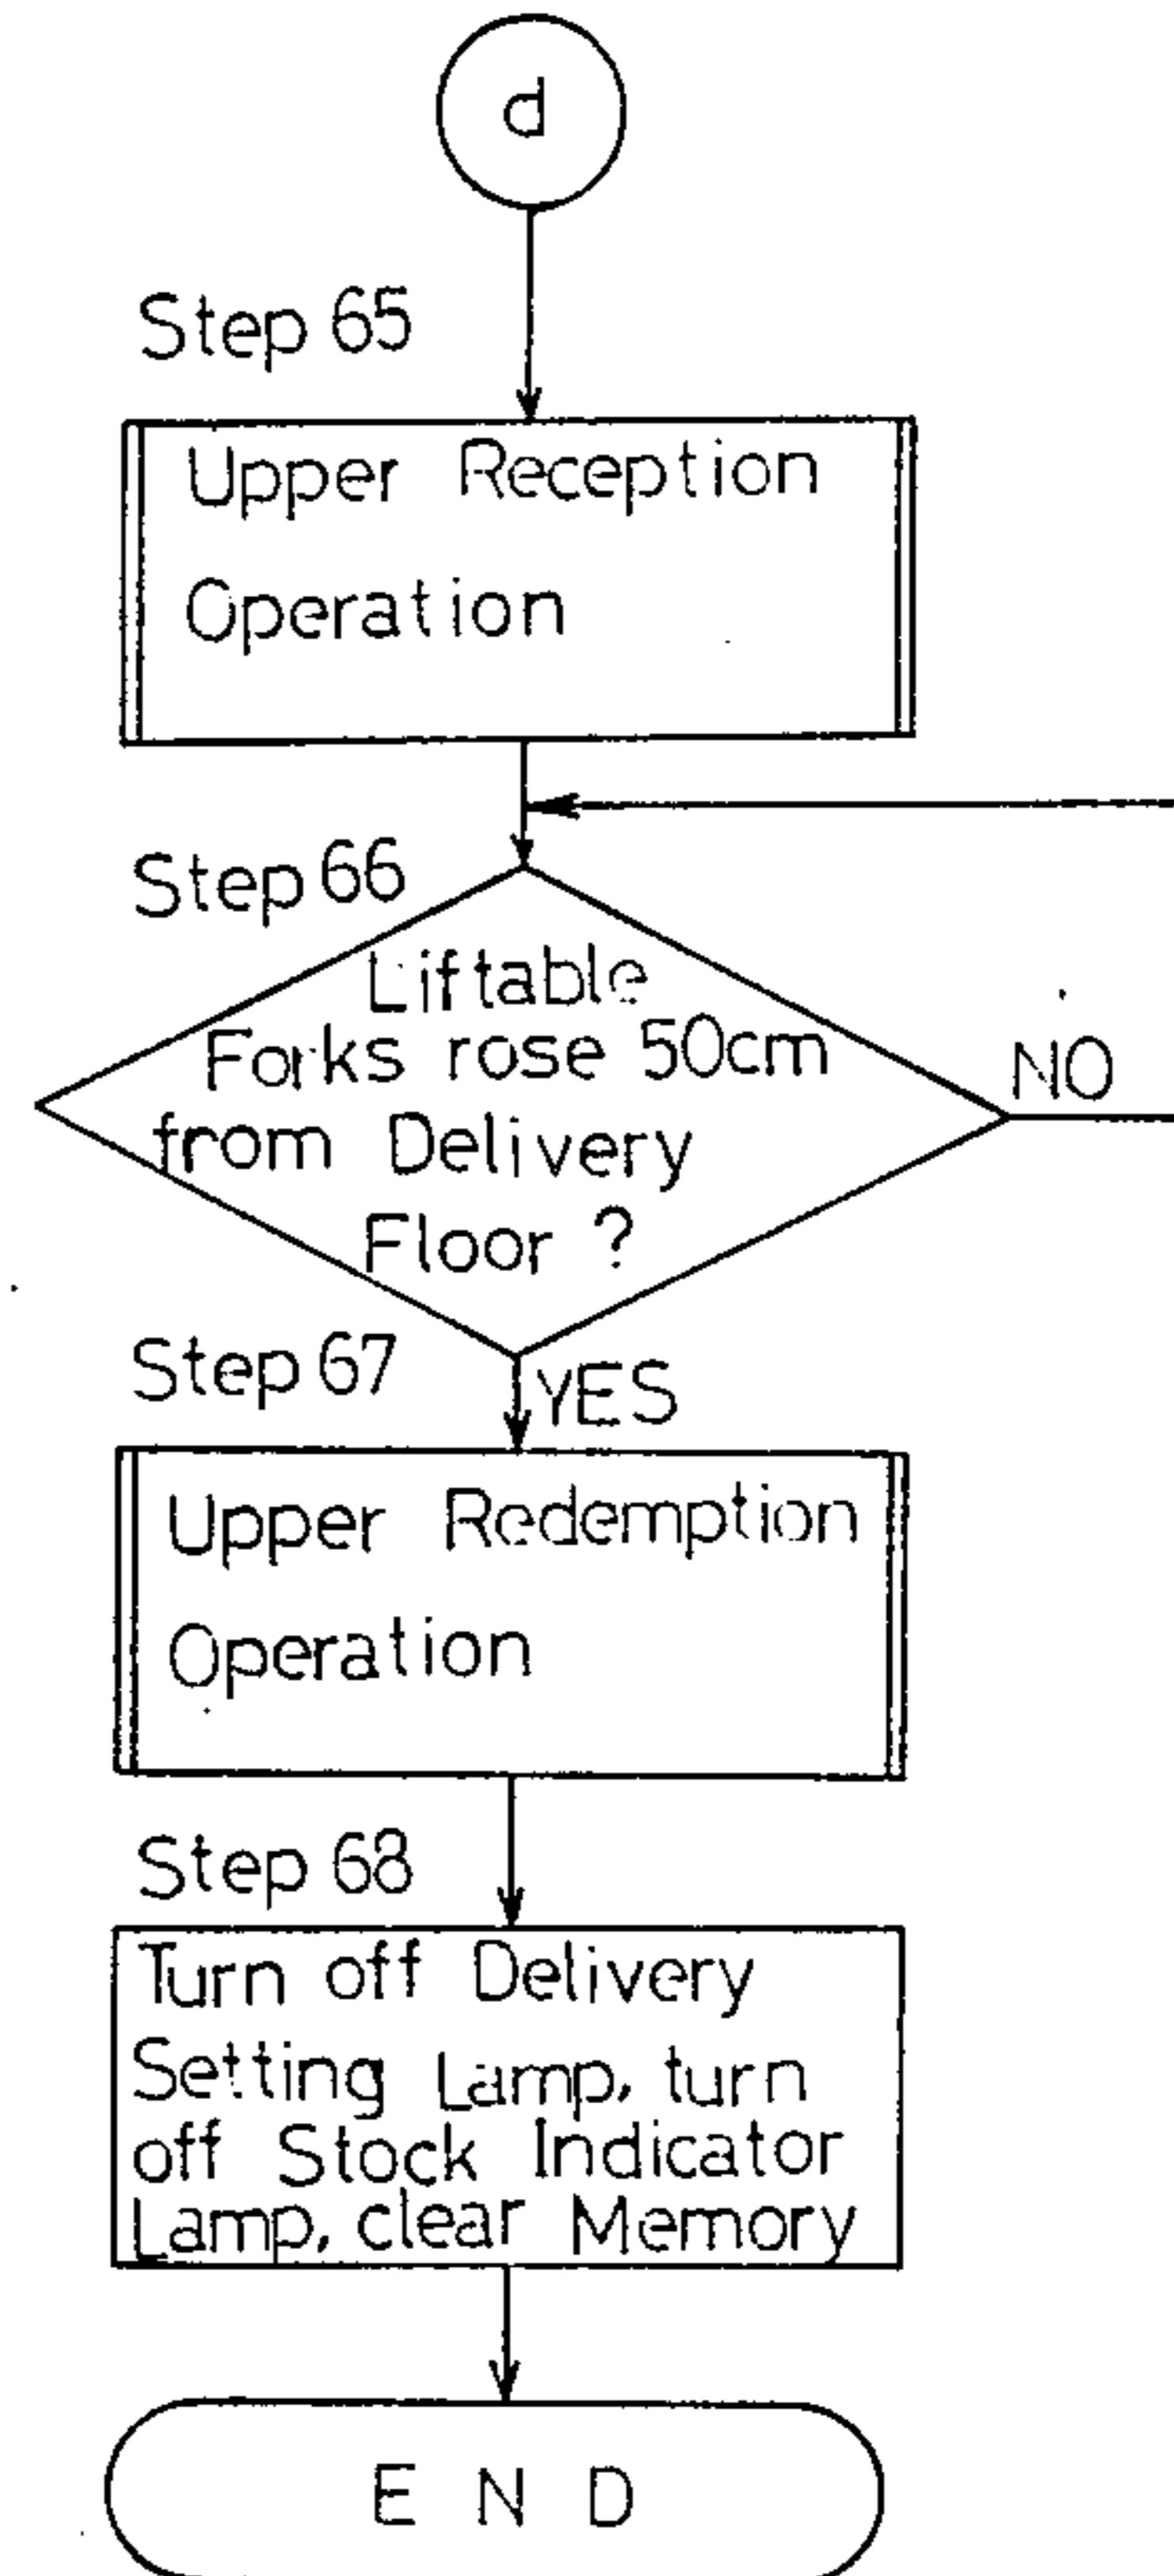 d
Step 65
Upper Reception
Operation
Step 66
Liftable
Forks rose 50cm
from Delivery
Floor ?
NO
Step 67
YES
Upper Redemption
Operation
Step 68
Turn off Delivery
Setting Lamp, turn
off Stock Indicator
Lamp, clear Memory
E N D